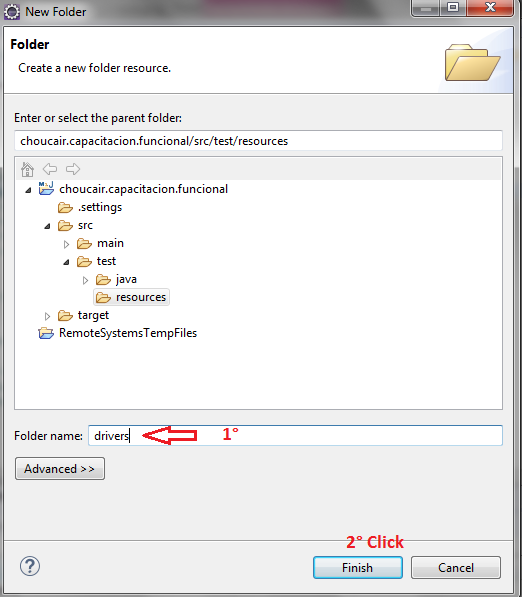 New Folder
Folder
Create a new folder resource.
Enter or select the parent folder:
choucair.capacitacion.funcional/src/test/resources
choucair.capacitacion.funcional
.settings
src
main
test
java
resources
target
RemoteSystemsTempFiles
Folder name: drivers 1°
Advanced >>
2° Click
? Finish Cancel